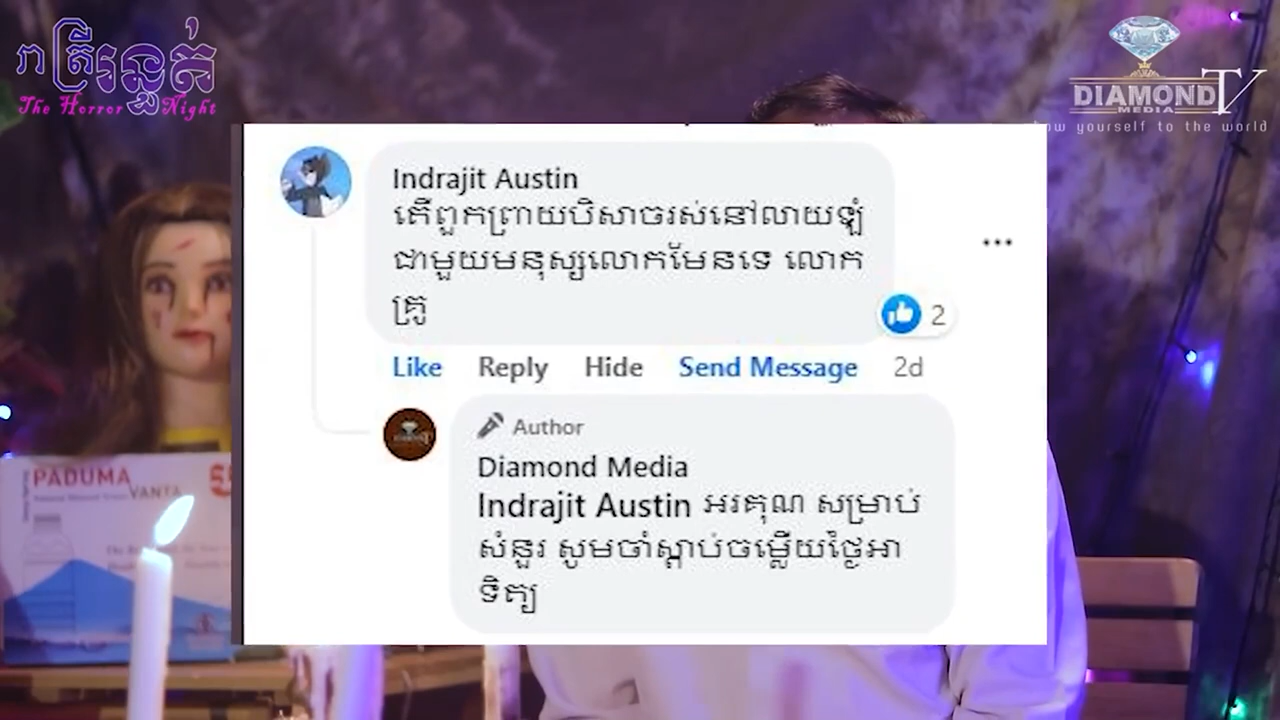 រាត្រីរន្ធត់
The Horror Night
DIAMOND TV
MEDIA
yourself to the world
Indrajit Austin
តើពួកព្រាយបិសាចរស់នៅលាយឡំ
ជាមួយមនុស្សលោកមែនទេ លោក
គ្រូ
2
Like Reply Hide Send Message 2d
Author
Diamond Media
Indrajit Austin អរគុណ សម្រាប់
សំនួរ សូមចាំស្តាប់ចម្លើយថ្ងៃអា
ទិត្យ
PADUMA
VANTA